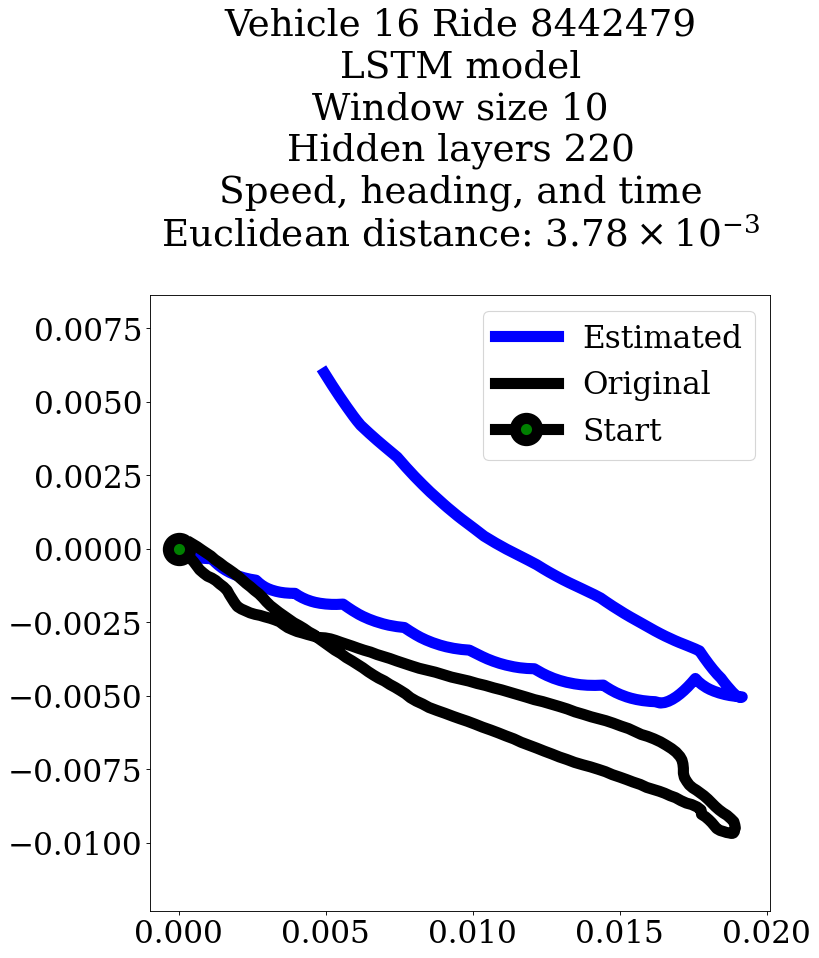 Vehicle 16 Ride 8442479
LSTM model
Window size 10
Hidden layers 220
Speed, heading, and time
Euclidean distance: 3.78 × 10⁻³
Estimated
Original
Start
0.0075
0.0050
0.0025
0.0000
−0.0025
−0.0050
−0.0075
−0.0100
0.000 0.005 0.010 0.015 0.020